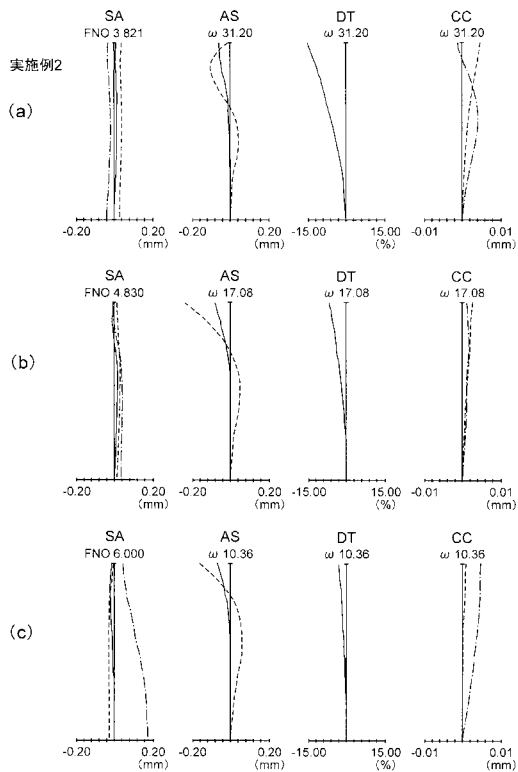 実施例2
SA AS DT CC
FNO 3.821 ω 31.20 ω 31.20 ω 31.20
(a)
-0.20 0.20 -0.20 0.20 -15.00 15.00 -0.01 0.01
(mm) (mm) (%) (mm)
SA AS DT CC
FNO 4.830 ω 17.08 ω 17.08 ω 17.08
(b)
-0.20 0.20 -0.20 0.20 -15.00 15.00 -0.01 0.01
(mm) (mm) (%) (mm)
SA AS DT CC
FNO 6.000 ω 10.36 ω 10.36 ω 10.36
(c)
-0.20 0.20 -0.20 0.20 -15.00 15.00 -0.01 0.01
(mm) (mm) (%) (mm)